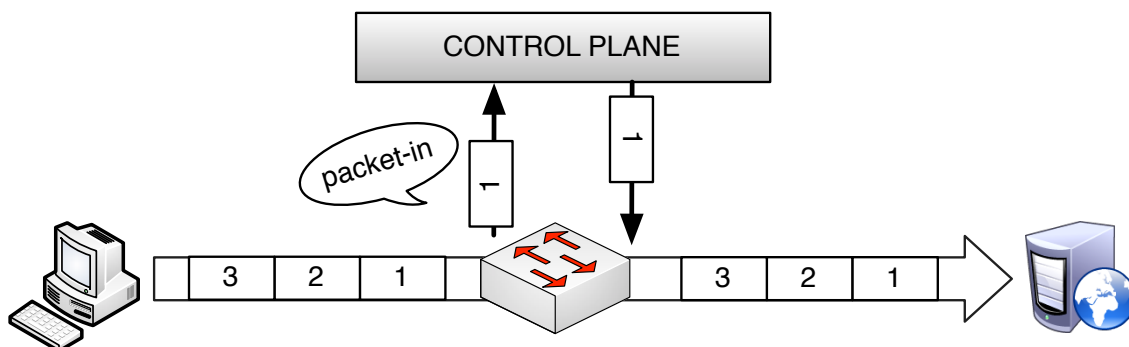 CONTROL PLANE
packet-in
1
1
3 2 1
3 2 1